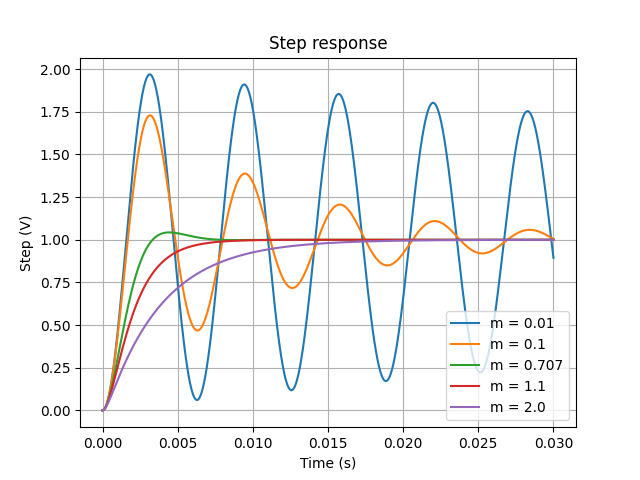 Step response
2.00
1.75
1.50
1.25
1.00
0.75
0.50
0.25
0.00
Step (V)
m = 0.01
m = 0.1
m = 0.707
m = 1.1
m = 2.0
0.000 0.005 0.010 0.015 0.020 0.025 0.030
Time (s)